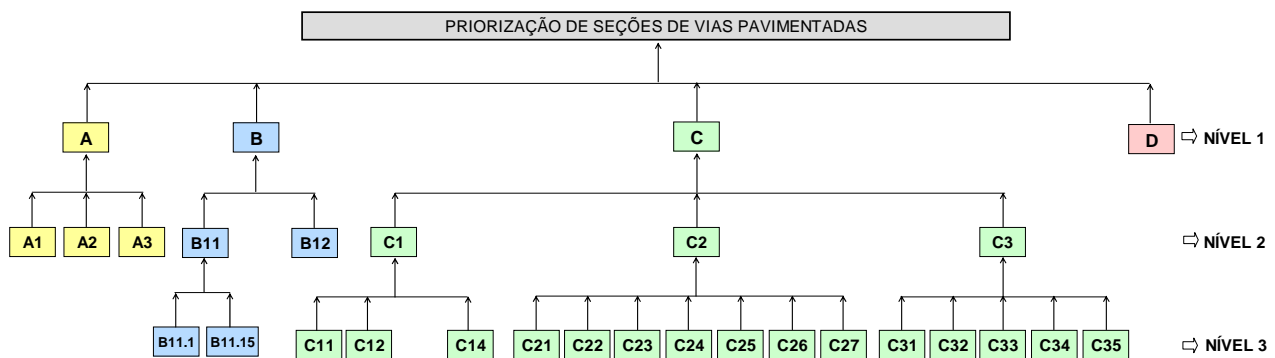 PRIORIZAÇÃO DE SEÇÕES DE VIAS PAVIMENTADAS
A B C D NÍVEL 1
A1 A2 A3 B11 B12 C1 C2 C3 NÍVEL 2
B11.1 B11.15 C11 C12 C14 C21 C22 C23 C24 C25 C26 C27 C31 C32 C33 C34 C35 NÍVEL 3